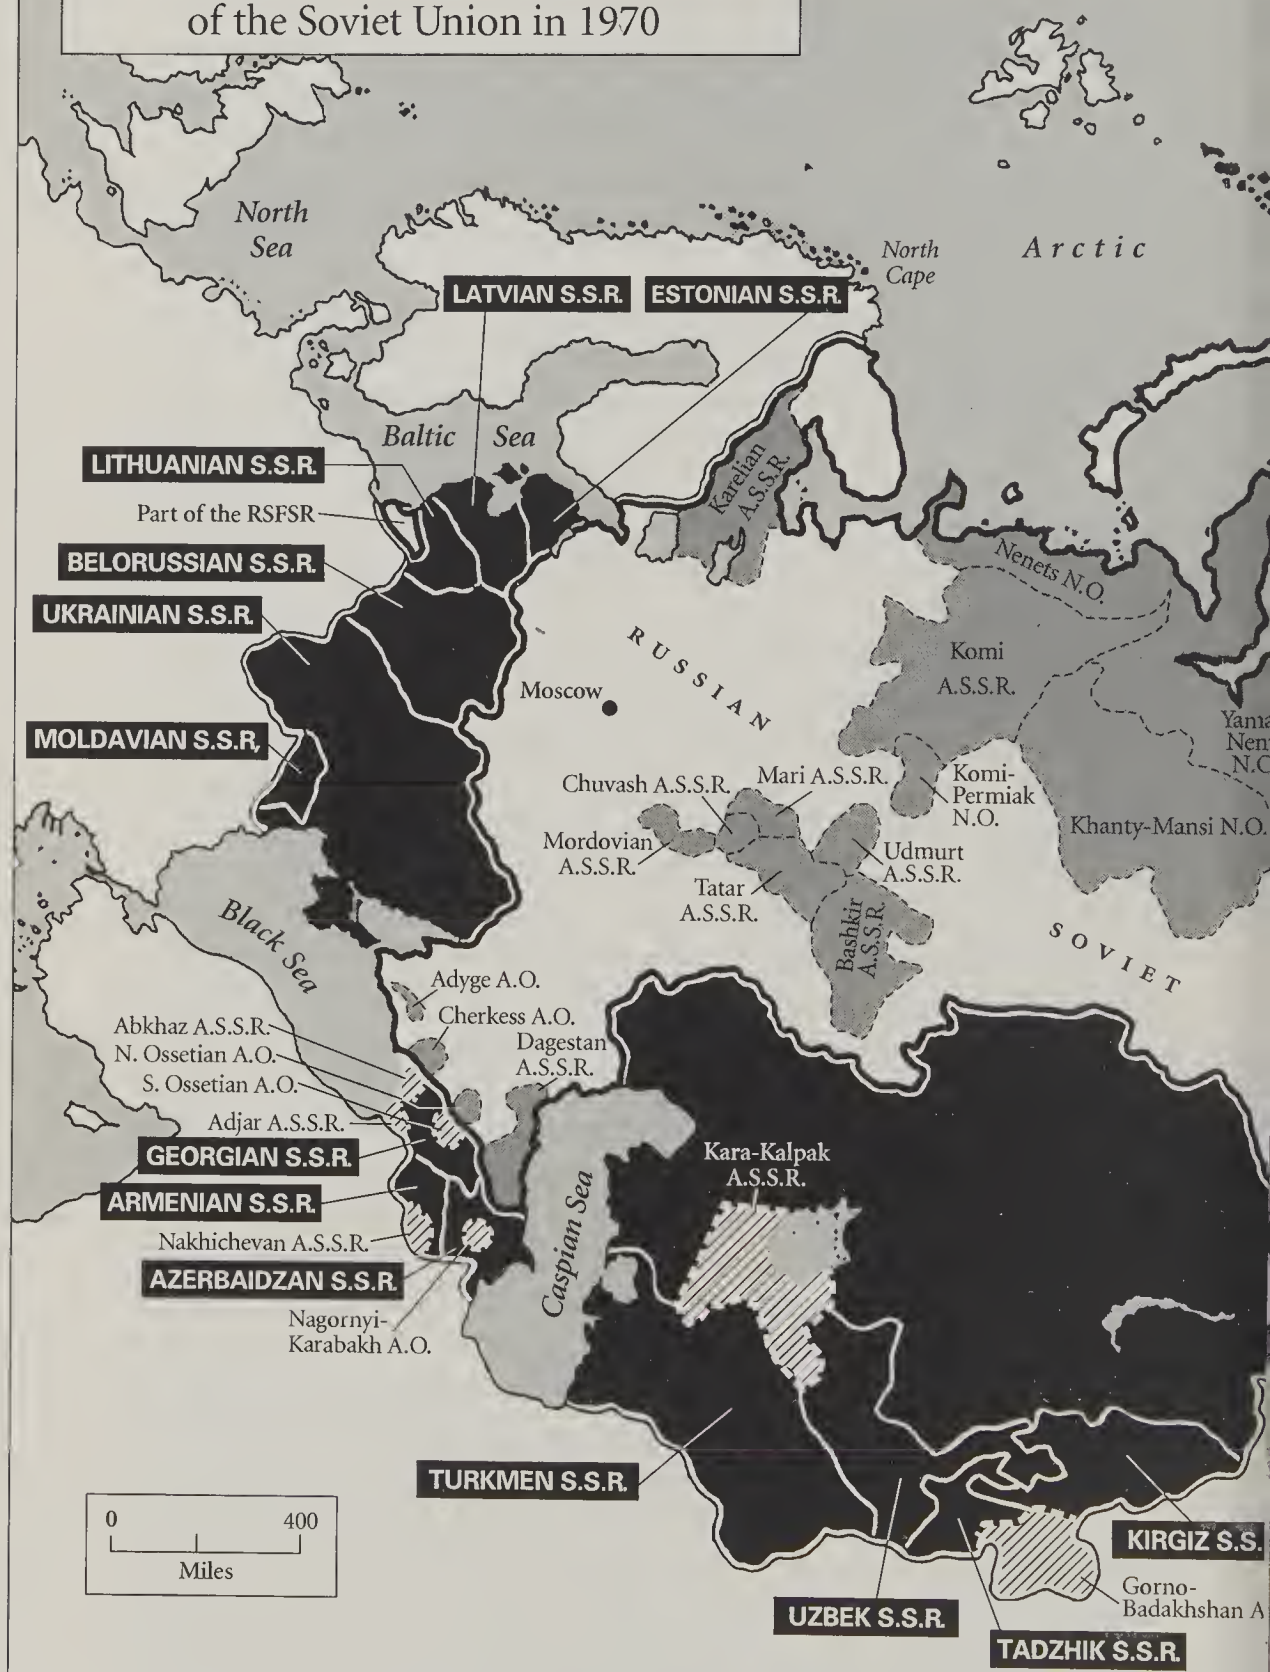 of the Soviet Union in 1970
North
Sea
North
Cape
Arctic
LATVIAN S.S.R.
ESTONIAN S.S.R.
Baltic Sea
LITHUANIAN S.S.R.
Part of the RSFSR
BELORUSSIAN S.S.R.
UKRAINIAN S.S.R.
MOLDAVIAN S.S.R.
Karelian
A.S.S.R.
Nenets N.O.
RUSSIAN
Moscow
Komi
A.S.S.R.
Yama
Nen
N.O
Chuvash A.S.S.R.
Mari A.S.S.R.
Komi-
Permiak
N.O.
Khanty-Mansi N.O.
Mordovian
A.S.S.R.
Udmurt
A.S.S.R.
Tatar
A.S.S.R.
Bashkir
A.S.S.R.
SOVIET
Black Sea
Adyge A.O.
Cherkess A.O.
Dagestan
A.S.S.R.
Abkhaz A.S.S.R.
N. Ossetian A.O.
S. Ossetian A.O.
Adjar A.S.S.R.
GEORGIAN S.S.R.
ARMENIAN S.S.R.
Nakhichevan A.S.S.R.
AZERBAIDZAN S.S.R.
Nagornyi-
Karabakh A.O.
Caspian Sea
Kara-Kalpak
A.S.S.R.
TURKMEN S.S.R.
0 400
Miles
KIRGIZ S.S.
Gorno-
Badakhshan A
UZBEK S.S.R.
TADZHIK S.S.R.